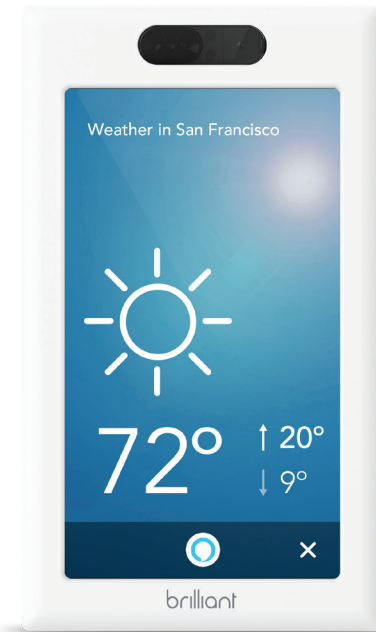 Weather in San Francisco
72° ↑ 20°
↓ 9°
brilliant